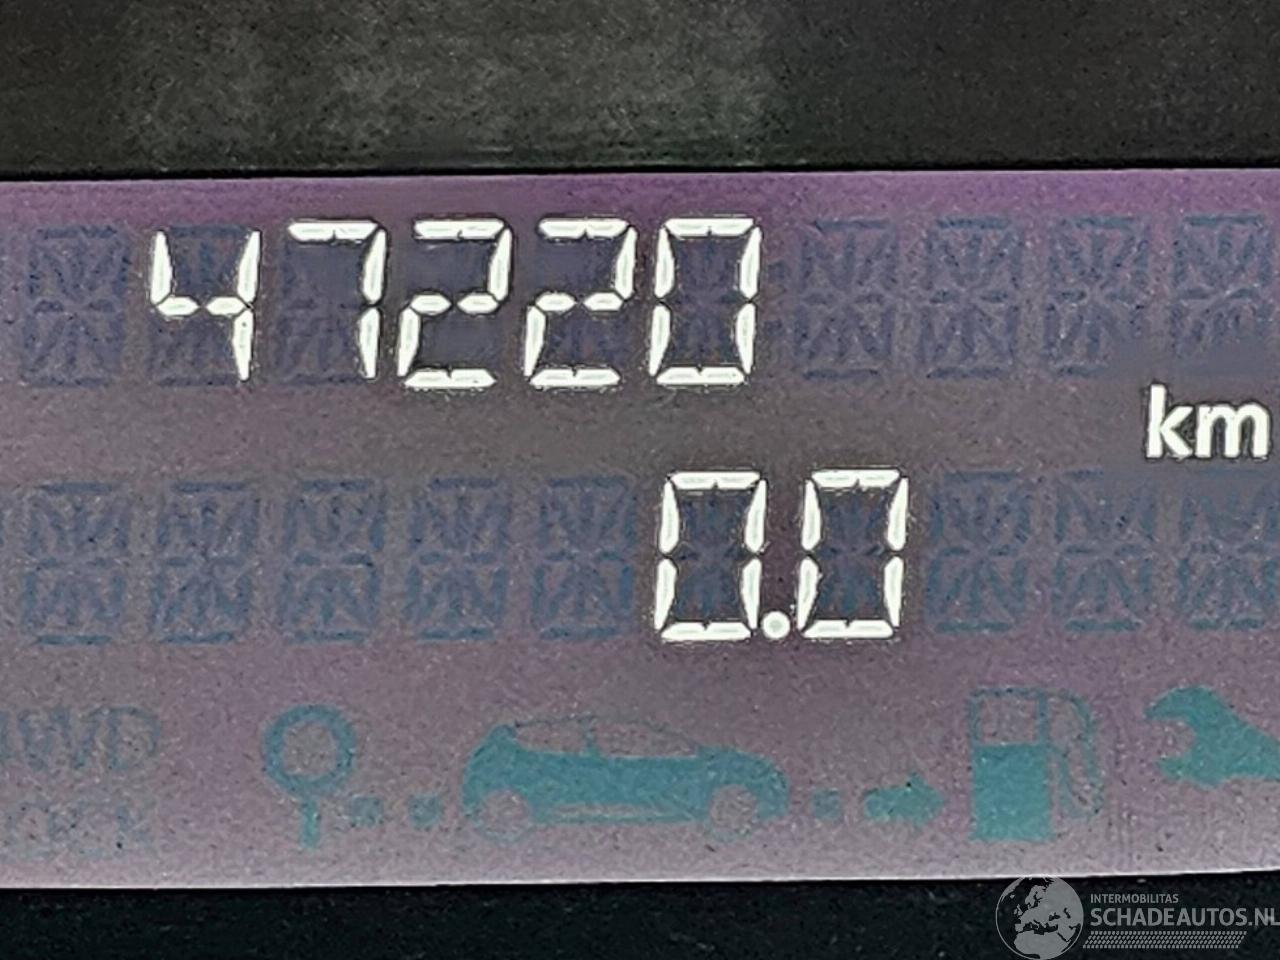 47220
km
0.0
INTERMOBILITAS
SCHADEAUTOS.NL